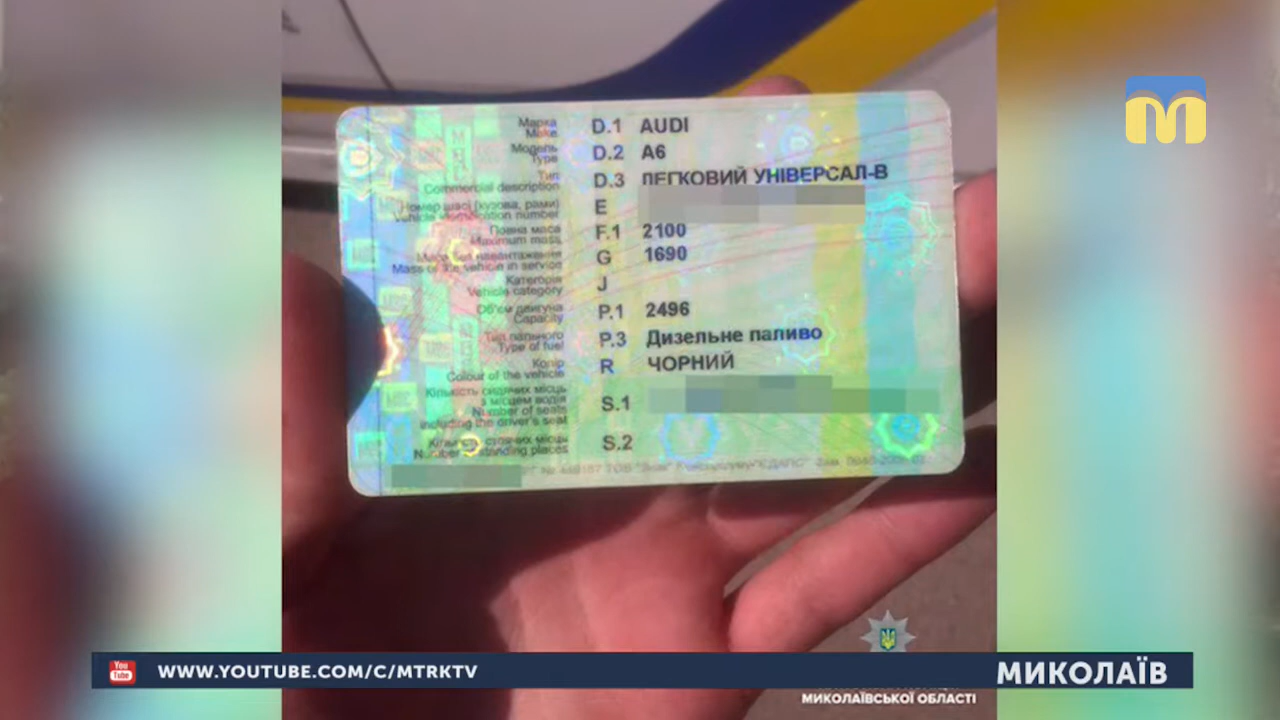 Марка
Make D.1 AUDI
Модель
Type D.2 A6
Тип
Commercial description D.3 ЛЕГКОВИЙ УНІВЕРСАЛ-В
Номер шасі (кузова, рами)
Vehicle identification number E
Повна маса
Maximum mass F.1 2100
Маса без навантаження
Mass of the vehicle in service G 1690
Категорія
Vehicle category J
Об'єм двигуна
Capacity P.1 2496
Тип пального
Type of fuel P.3 Дизельне паливо
Колір
Colour of the vehicle R ЧОРНИЙ
Кількість сидячих місць
з місцем водія
Number of seats
including the driver's seat S.1
Кількість стоячих місць
Number of standing places S.2
You
Tube
WWW.YOUTUBE.COM/C/MTRKTV
МИКОЛАЇВ
МИКОЛАЇВСЬКОЇ ОБЛАСТІ